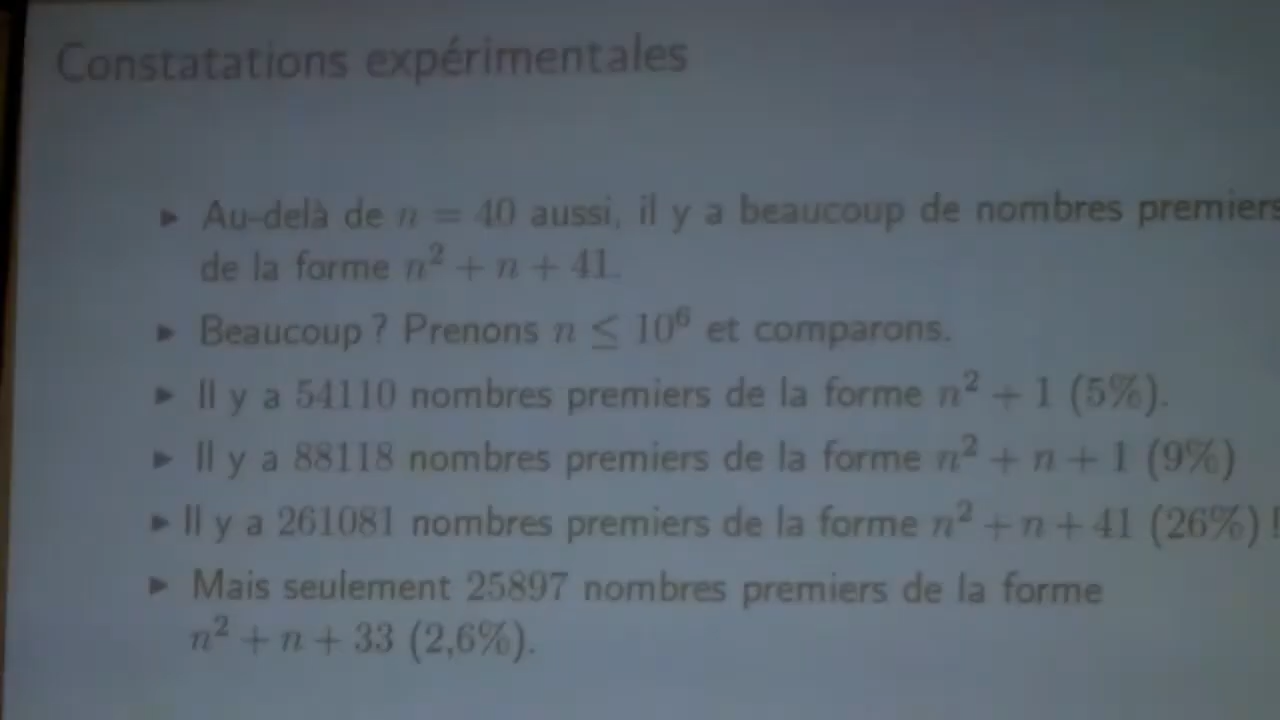 Constatations expérimentales
► Au-delà de n = 40 aussi, il y a beaucoup de nombres premiers
de la forme n² + n + 41.
► Beaucoup ? Prenons n ≤ 10⁶ et comparons.
► Il y a 54110 nombres premiers de la forme n² + 1 (5%).
► Il y a 88118 nombres premiers de la forme n² + n + 1 (9%)
► Il y a 261081 nombres premiers de la forme n² + n + 41 (26%) !
► Mais seulement 25897 nombres premiers de la forme
n² + n + 33 (2,6%).